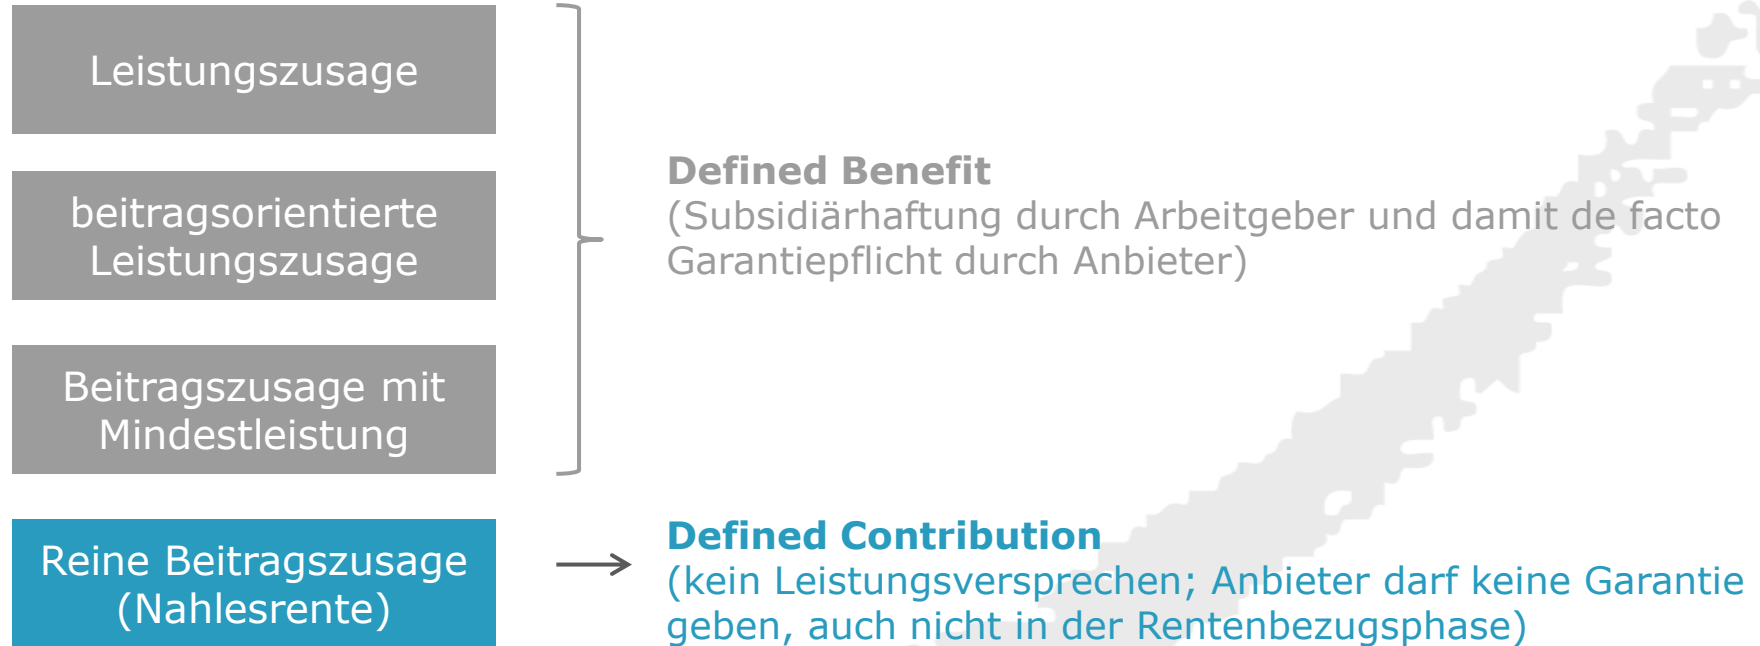 Leistungszusage
beitragsorientierte
Leistungszusage
Beitragszusage mit
Mindestleistung
Defined Benefit
(Subsidiärhaftung durch Arbeitgeber und damit de facto
Garantiepflicht durch Anbieter)
Reine Beitragszusage
(Nahlesrente)
Defined Contribution
(kein Leistungsversprechen; Anbieter darf keine Garantie
geben, auch nicht in der Rentenbezugsphase)